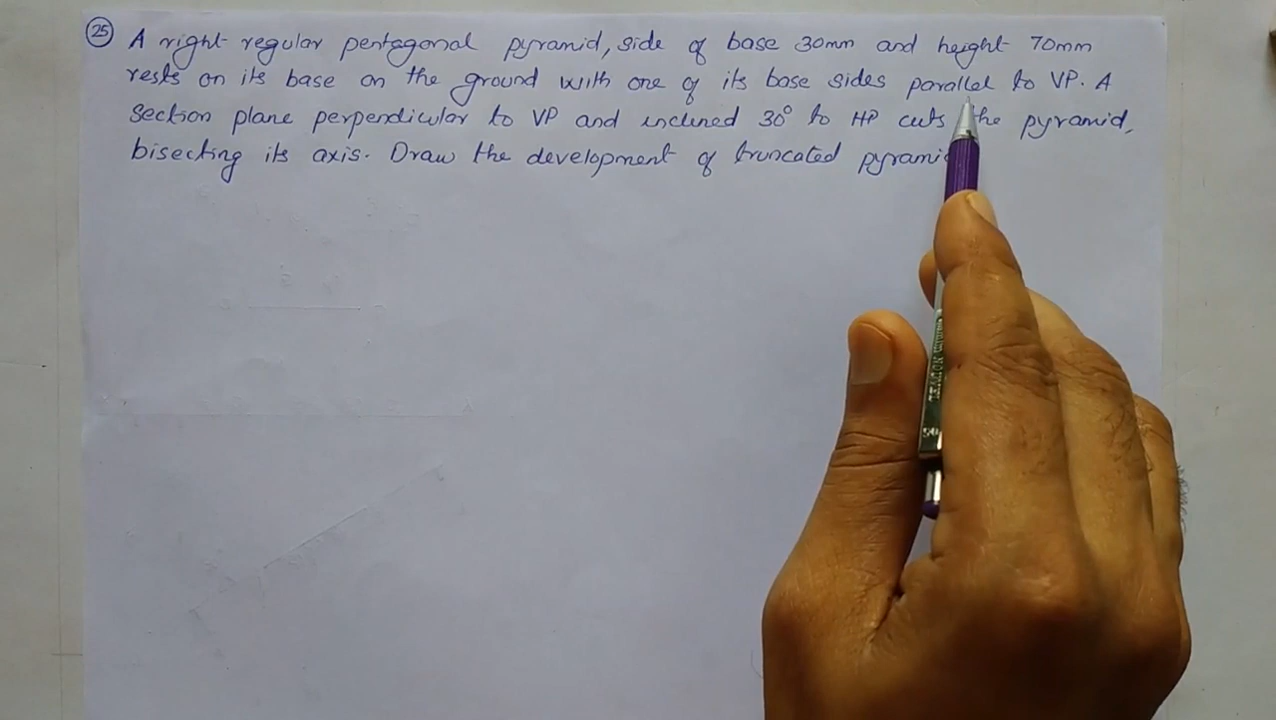 25 A right regular pentagonal pyramid, side of base 30mm and height 70mm
rests on its base on the ground with one of its base sides parallel to VP. A
section plane perpendicular to VP and inclined 30° to HP cuts the pyramid,
bisecting its axis. Draw the development of truncated